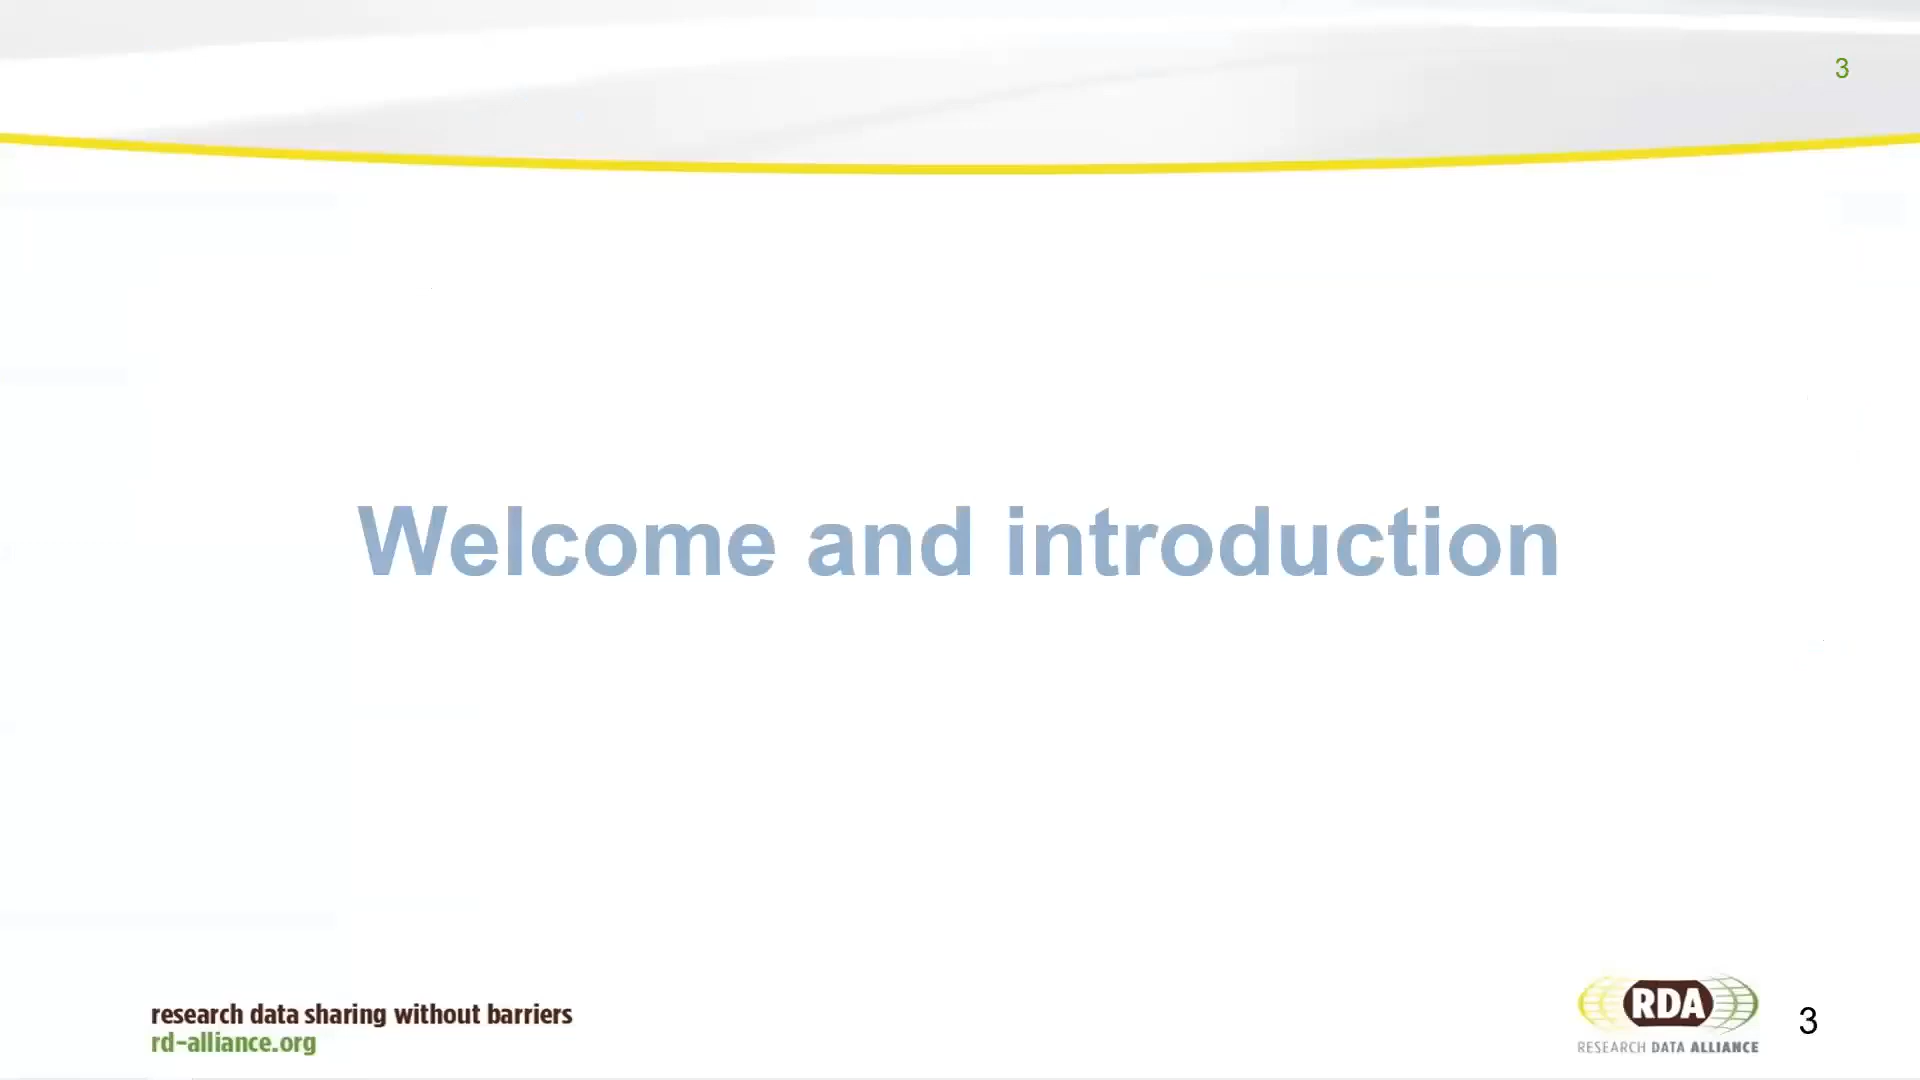 3
Welcome and introduction
research data sharing without barriers
rd-alliance.org
RDA
RESEARCH DATA ALLIANCE
3